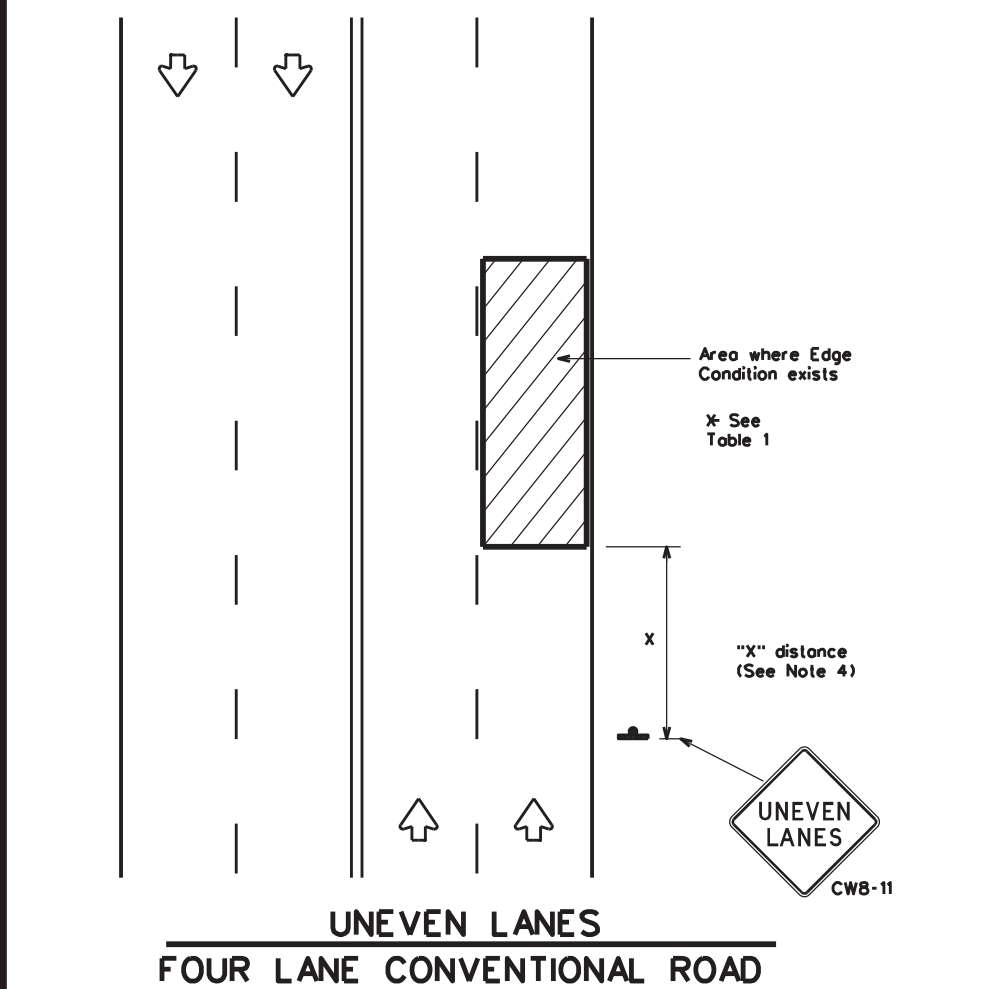 Area where Edge
Condition exists
X- See
Table 1
X
"X" distance
(See Note 4)
UNEVEN
LANES
CW8-11
UNEVEN LANES
FOUR LANE CONVENTIONAL ROAD